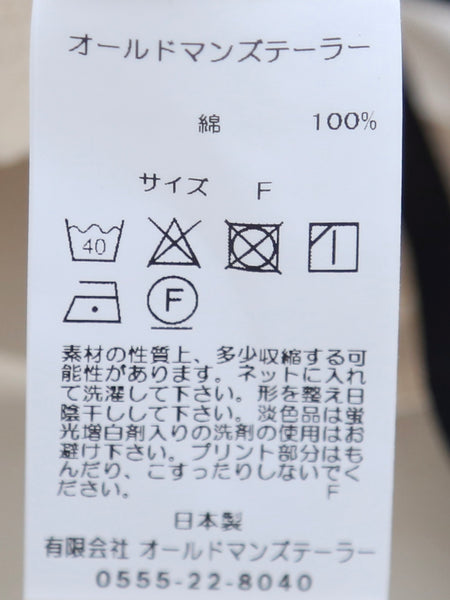 オールドマンズテーラー
綿 100%
サイズ F
40
F
素材の性質上、多少収縮する可
能性があります。ネットに入れ
て洗濯して下さい。形を整え日
陰干しして下さい。淡色品は蛍
光増白剤入りの洗剤の使用はお
避け下さい。プリント部分はも
んだり、こすったりしないでく
ださい。 F
日本製
有限会社 オールドマンズテーラー
0555-22-8040